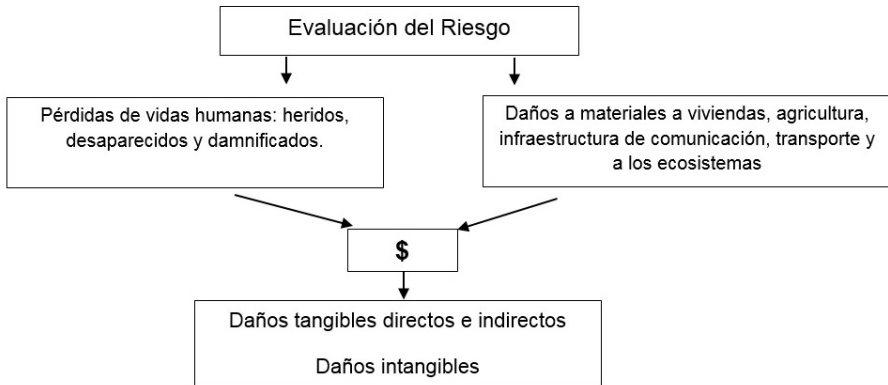 Evaluación del Riesgo
Pérdidas de vidas humanas: heridos,
desaparecidos y damnificados.
Daños a materiales a viviendas, agricultura,
infraestructura de comunicación, transporte y
a los ecosistemas
$
Daños tangibles directos e indirectos
Daños intangibles